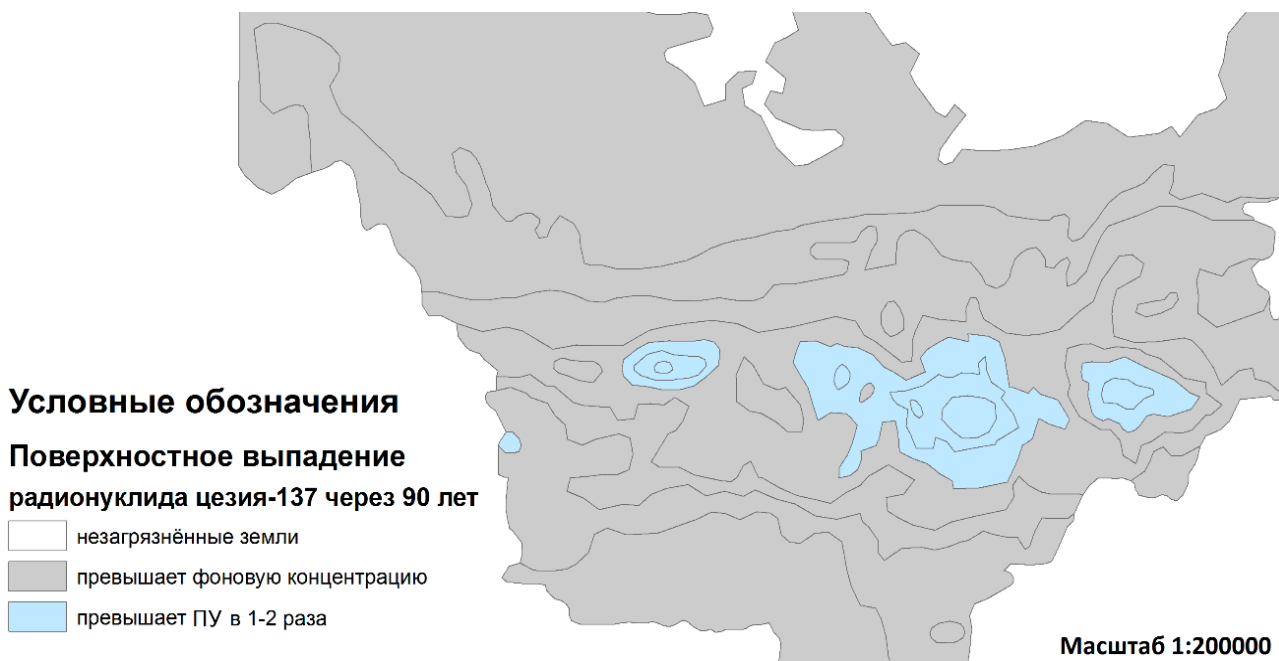 Условные обозначения
Поверхностное выпадение
радионуклида цезия-137 через 90 лет
незагрязнённые земли
превышает фоновую концентрацию
превышает ПУ в 1-2 раза
Масштаб 1:200000